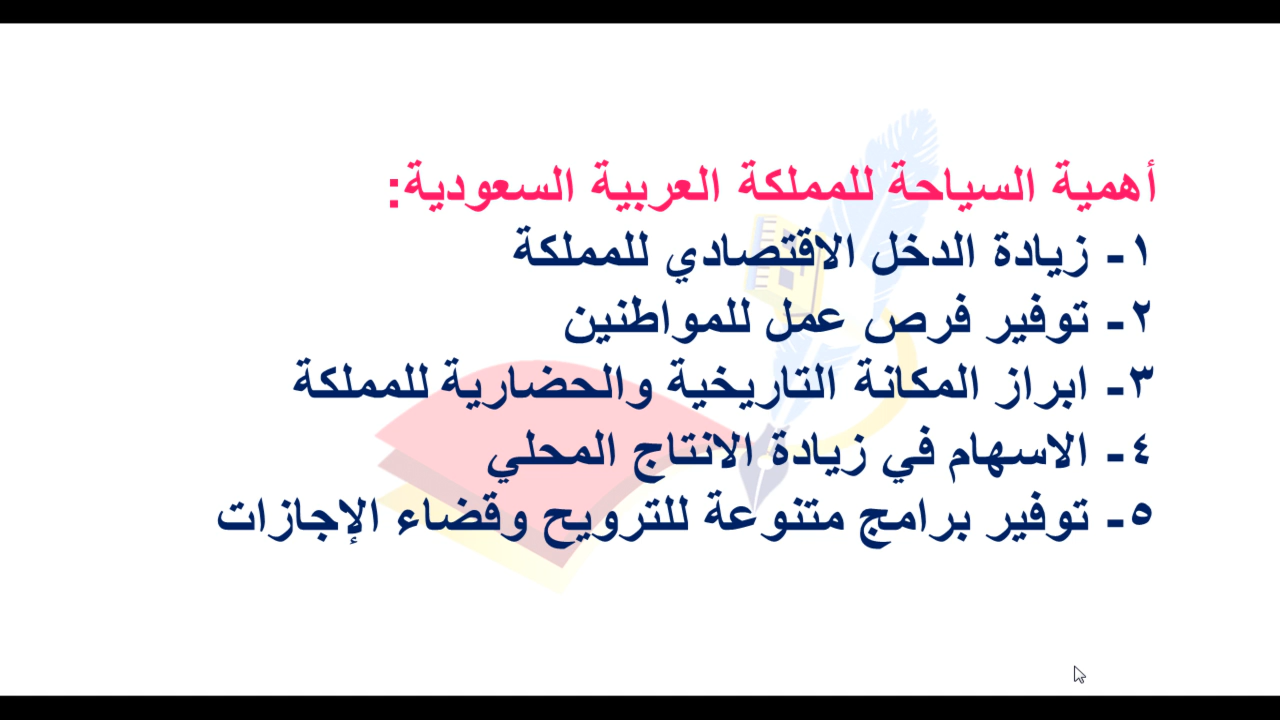 أهمية السياحة للمملكة العربية السعودية:
١- زيادة الدخل الاقتصادي للمملكة
٢- توفير فرص عمل للمواطنين
٣- ابراز المكانة التاريخية والحضارية للمملكة
٤- الاسهام في زيادة الانتاج المحلي
٥- توفير برامج متنوعة للترويح وقضاء الإجازات